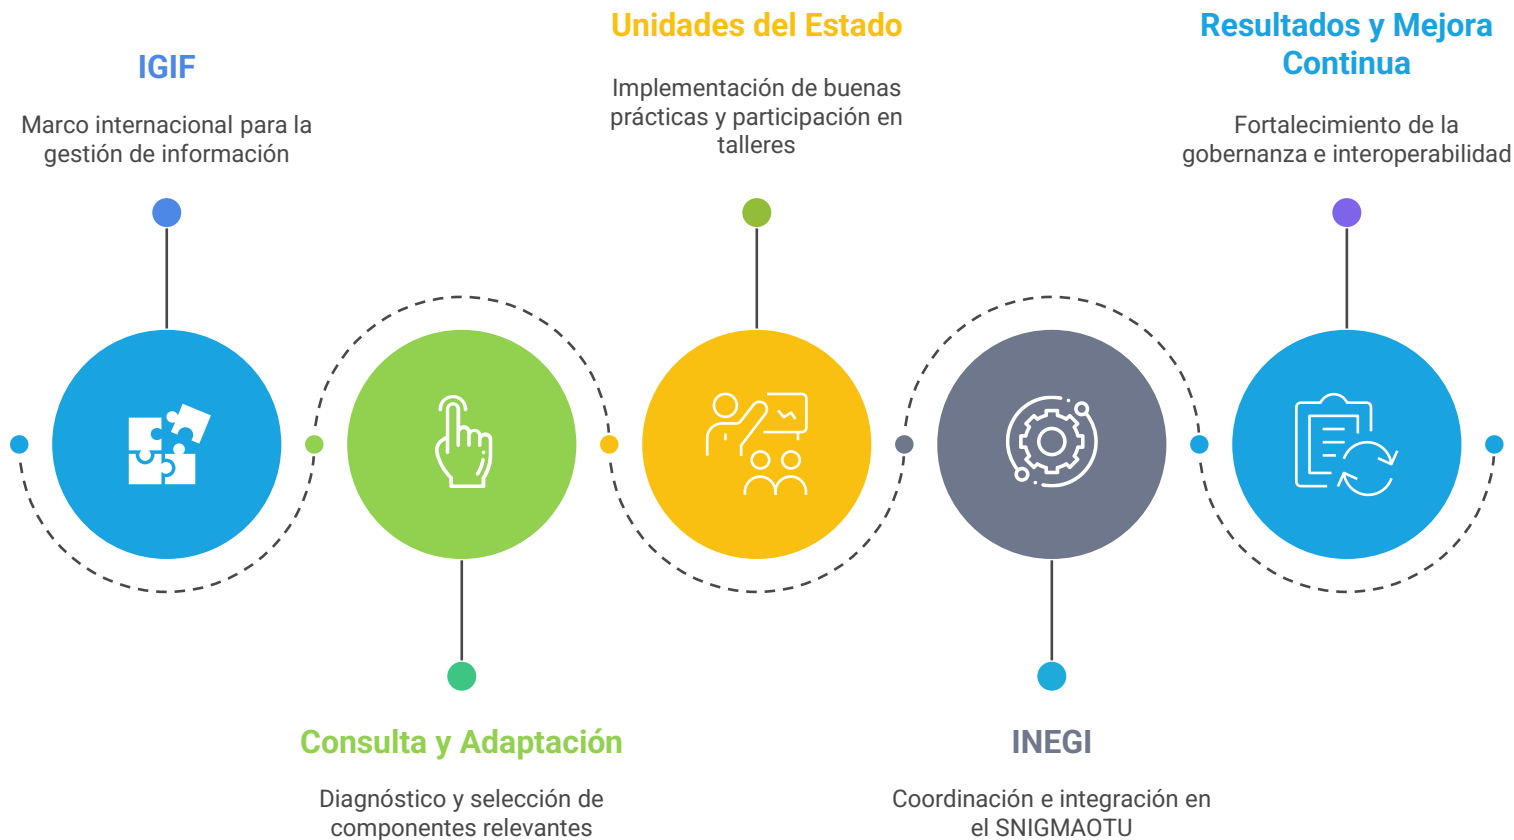 IGIF
Marco internacional para la
gestión de información
Consulta y Adaptación
Diagnóstico y selección de
componentes relevantes
Unidades del Estado
Implementación de buenas
prácticas y participación en
talleres
INEGI
Coordinación e integración en
el SNIGMAOTU
Resultados y Mejora
Continua
Fortalecimiento de la
gobernanza e interoperabilidad